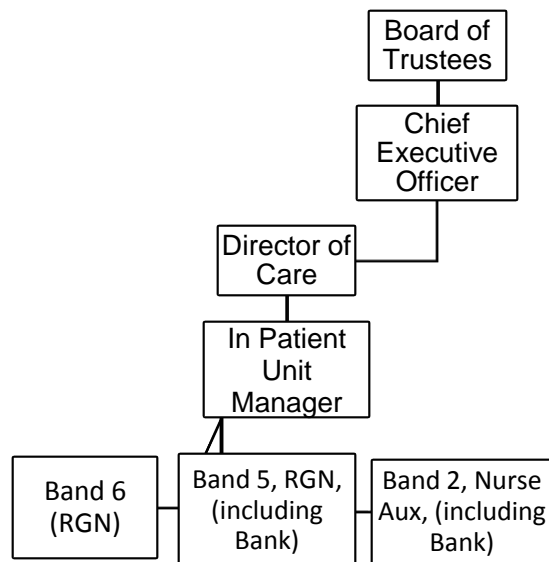 Board of
Trustees
Chief
Executive
Officer
Director of
Care
In Patient
Unit
Manager
Band 6
(RGN)
Band 5, RGN,
(including
Bank)
Band 2, Nurse
Aux, (including
Bank)